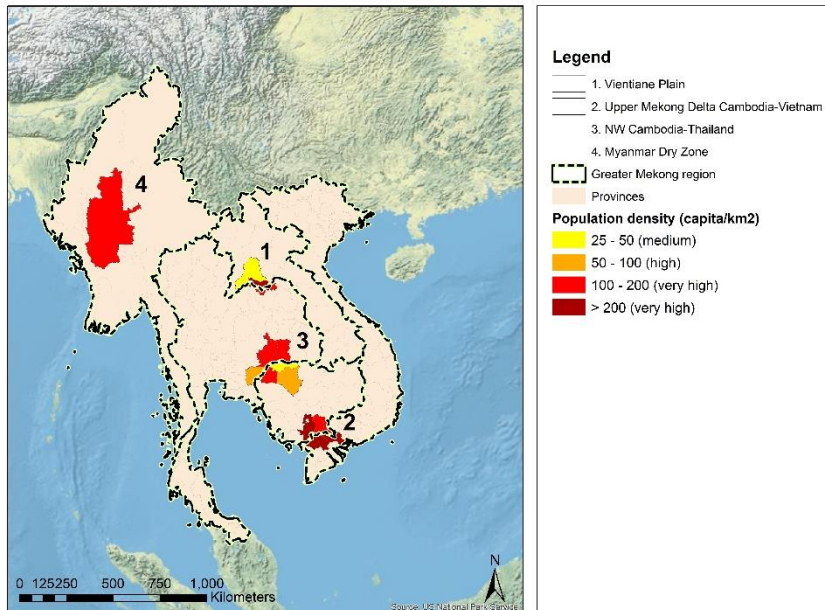 4
1
3
2
N
0 125250 500 750 1,000
Kilometers
Source: US National Park Service
Legend
1. Vientiane Plain
2. Upper Mekong Delta Cambodia-Vietnam
3. NW Cambodia-Thailand
4. Myanmar Dry Zone
Greater Mekong region
Provinces
Population density (capita/km2)
25 - 50 (medium)
50 - 100 (high)
100 - 200 (very high)
> 200 (very high)